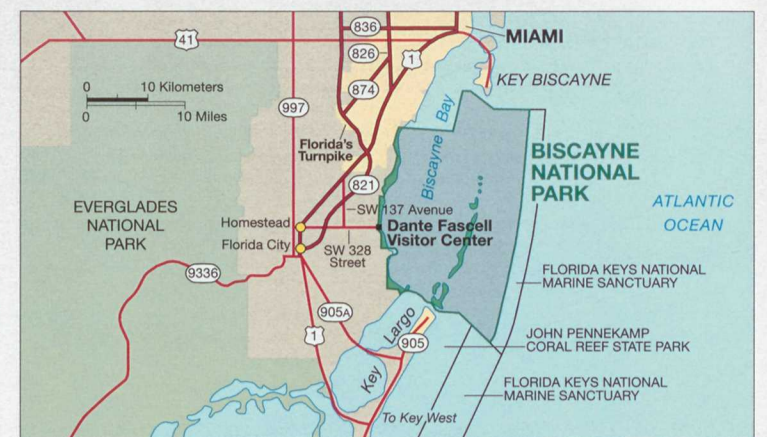 836
MIAMI
41
826
1
874
KEY BISCAYNE
0 10 Kilometers
0 10 Miles
997
Biscayne Bay
Florida's
Turnpike
BISCAYNE
NATIONAL
PARK
821
EVERGLADES
NATIONAL
PARK
SW 137 Avenue
ATLANTIC
OCEAN
Homestead
Dante Fascell
Visitor Center
Florida City
SW 328
Street
9336
FLORIDA KEYS NATIONAL
MARINE SANCTUARY
905A
1
Key Largo
905
JOHN PENNEKAMP
CORAL REEF STATE PARK
FLORIDA KEYS NATIONAL
MARINE SANCTUARY
To Key West